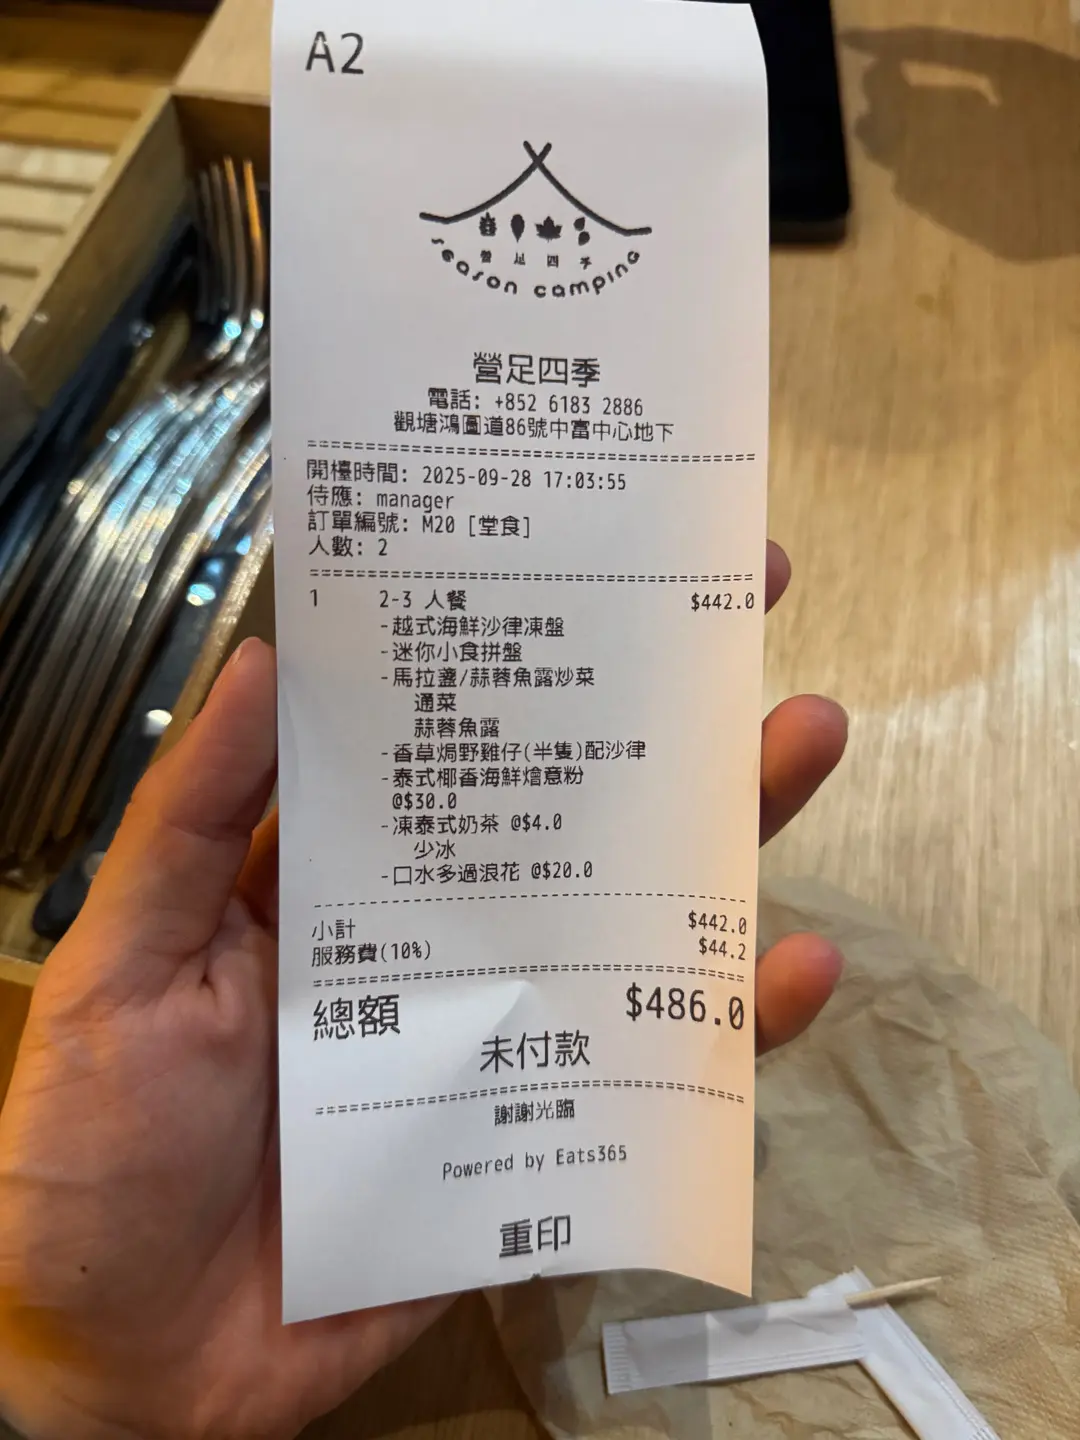 A2
營足四季
season camping
營足四季
電話: +852 6183 2886
觀塘鴻圖道86號中富中心地下
開檯時間: 2025-09-28 17:03:55
侍應: manager
訂單編號: M20 [堂食]
人數: 2
1 2-3 人餐 $442.0
-越式海鮮沙律凍盤
-迷你小食拼盤
-馬拉盞/蒜蓉魚露炒菜
通菜
蒜蓉魚露
-香草焗野雞仔(半隻)配沙律
-泰式椰香海鮮燴意粉
@$30.0
-凍泰式奶茶 @$4.0
少冰
-口水多過浪花 @$20.0
小計 $442.0
服務費(10%) $44.2
總額 $486.0
未付款
謝謝光臨
Powered by Eats365
重印